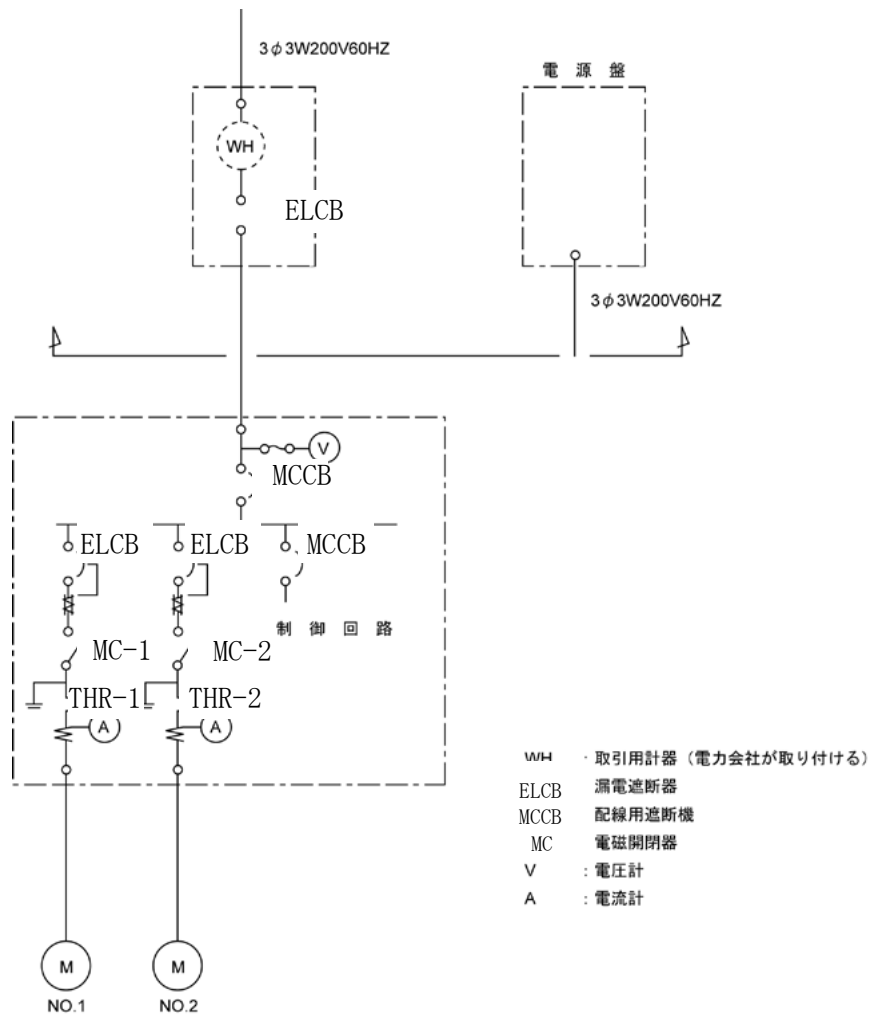 3φ3W200V60HZ
電 源 盤
WH
ELCB
3φ3W200V60HZ
V
MCCB
ELCB
ELCB
MCCB
制 御 回 路
MC-1
MC-2
THR-1
THR-2
A
A
WH : 取引用計器（電力会社が取り付ける）
ELCB 漏電遮断器
MCCB 配線用遮断機
MC 電磁開閉器
V : 電圧計
A : 電流計
M
M
NO.1
NO.2